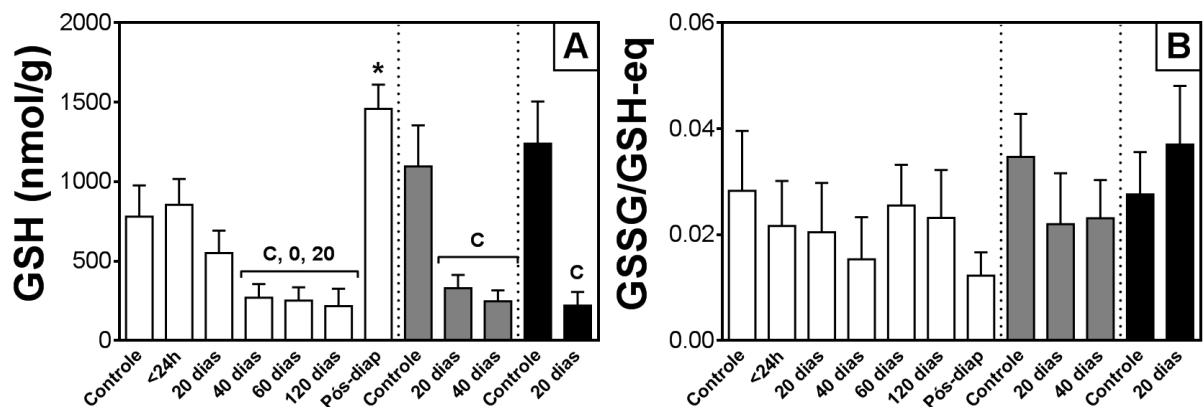 GSH (nmol/g)
2000
1500
1000
500
0
A
*
C, 0, 20
C
C
Controle
<24h
20 dias
40 dias
60 dias
120 dias
Pós-diap
Controle
20 dias
40 dias
Controle
20 dias
GSSG/GSH-eq
0.06
0.04
0.02
0.00
B
Controle
<24h
20 dias
40 dias
60 dias
120 dias
Pós-diap
Controle
20 dias
40 dias
Controle
20 dias